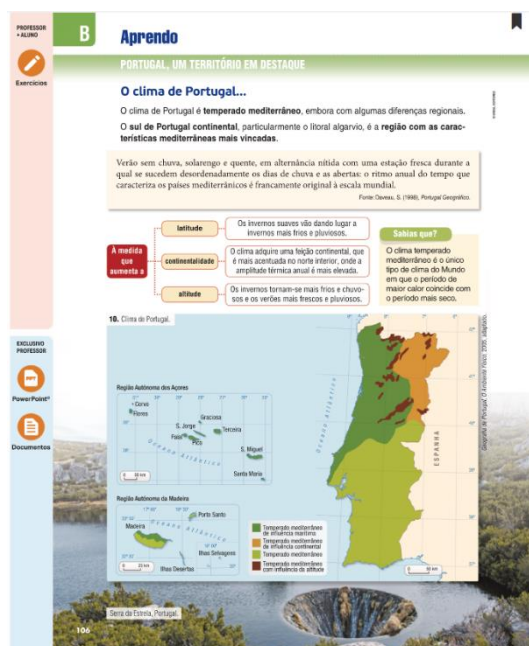 PROFESSOR
+ ALUNO
Exercícios
B
Aprendo
PORTUGAL, UM TERRITÓRIO EM DESTAQUE
O clima de Portugal...
O clima de Portugal é temperado mediterrâneo, embora com algumas diferenças regionais.
O sul de Portugal continental, particularmente o litoral algarvio, é a região com as carac-
terísticas mediterrâneas mais vincadas.
Verão sem chuva, solarengo e quente, em alternância nítida com uma estação fresca durante a
qual se sucedem desordenadamente os dias de chuva e as abertas: o ritmo anual do tempo que
caracteriza os países mediterrânicos é francamente original à escala mundial.
Fonte: Daveau, S. (1998), Portugal Geográfico.
À medida
que
aumenta a
latitude
Os invernos suaves vão dando lugar a
invernos mais frios e pluviosos.
continentalidade
O clima adquire uma feição continental, que
é mais acentuada no norte interior, onde a
amplitude térmica anual é mais elevada.
altitude
Os invernos tornam-se mais frios e chuvo-
sos e os verões mais frescos e pluviosos.
Sabias que?
O clima temperado
mediterrâneo é o único
tipo de clima do Mundo
em que o período de
maior calor coincide com
o período mais seco.
EXCLUSIVO
PROFESSOR
PowerPoint®
Documentos
10. Clima de Portugal.
Região Autónoma dos Açores
Corvo
Flores
Graciosa
S. Jorge
Terceira
Faial
Pico
S. Miguel
Santa Maria
Oceano Atlântico
Região Autónoma da Madeira
Porto Santo
Madeira
Oceano Atlântico
Ilhas Selvagens
Ilhas Desertas
Oceano Atlântico
ESPANHA
Temperado mediterrâneo
de influência marítima
Temperado mediterrâneo
de influência continental
Temperado mediterrâneo
Temperado mediterrâneo
com influência da altitude
Geografia de Portugal, O Ambiente Físico, 2005, adaptado.
Serra da Estrela, Portugal.
106